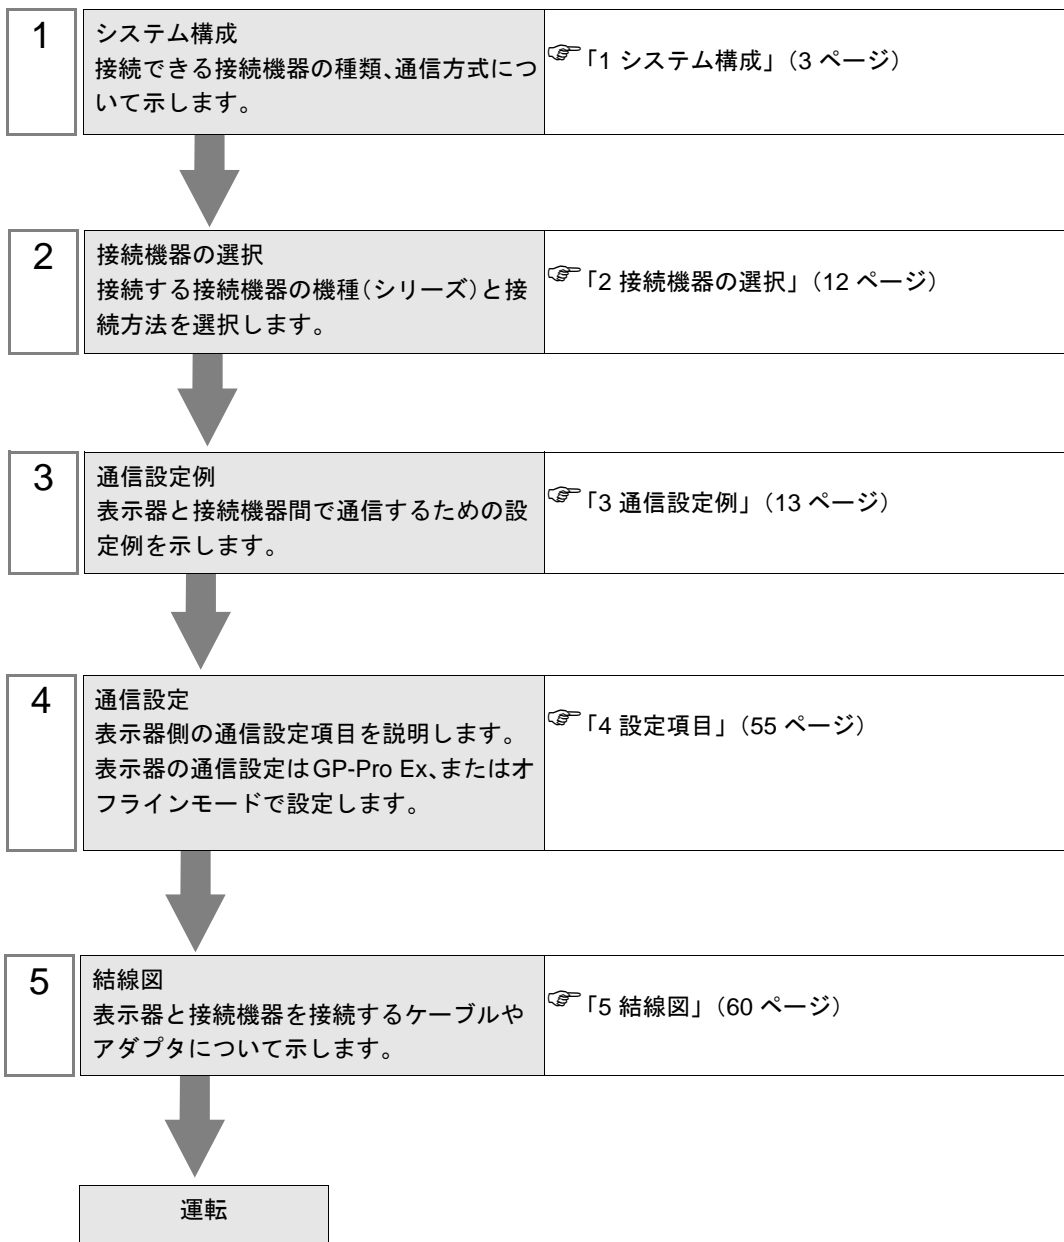 1
システム構成
接続できる接続機器の種類、通信方式につ
いて示します。
☞「1 システム構成」（3 ページ）
2
接続機器の選択
接続する接続機器の機種（シリーズ）と接
続方法を選択します。
☞「2 接続機器の選択」（12 ページ）
3
通信設定例
表示器と接続機器間で通信するための設
定例を示します。
☞「3 通信設定例」（13 ページ）
4
通信設定
表示器側の通信設定項目を説明します。
表示器の通信設定はGP-Pro Ex、またはオ
フラインモードで設定します。
☞「4 設定項目」（55 ページ）
5
結線図
表示器と接続機器を接続するケーブルや
アダプタについて示します。
☞「5 結線図」（60 ページ）
運転